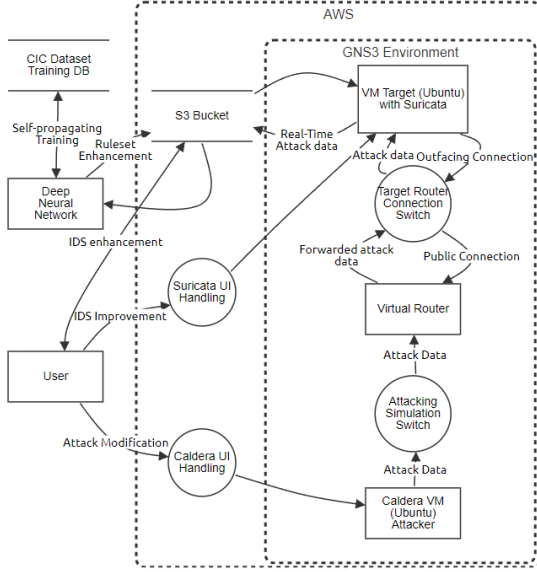 AWS
GNS3 Environment
CIC Dataset
Training DB
S3 Bucket
VM Target (Ubuntu)
with Suricata
Self-propagating
Training
Ruleset
Enhancement
Real-Time
Attack data
Attack data
Outfacing Connection
Deep
Neural
Network
Target Router
Connection
Switch
IDS enhancement
Forwarded attack
data
Public Connection
Suricata UI
Handling
IDS Improvement
Virtual Router
Attack Data
User
Attacking
Simulation
Switch
Attack Modification
Caldera UI
Handling
Attack Data
Caldera VM
(Ubuntu)
Attacker